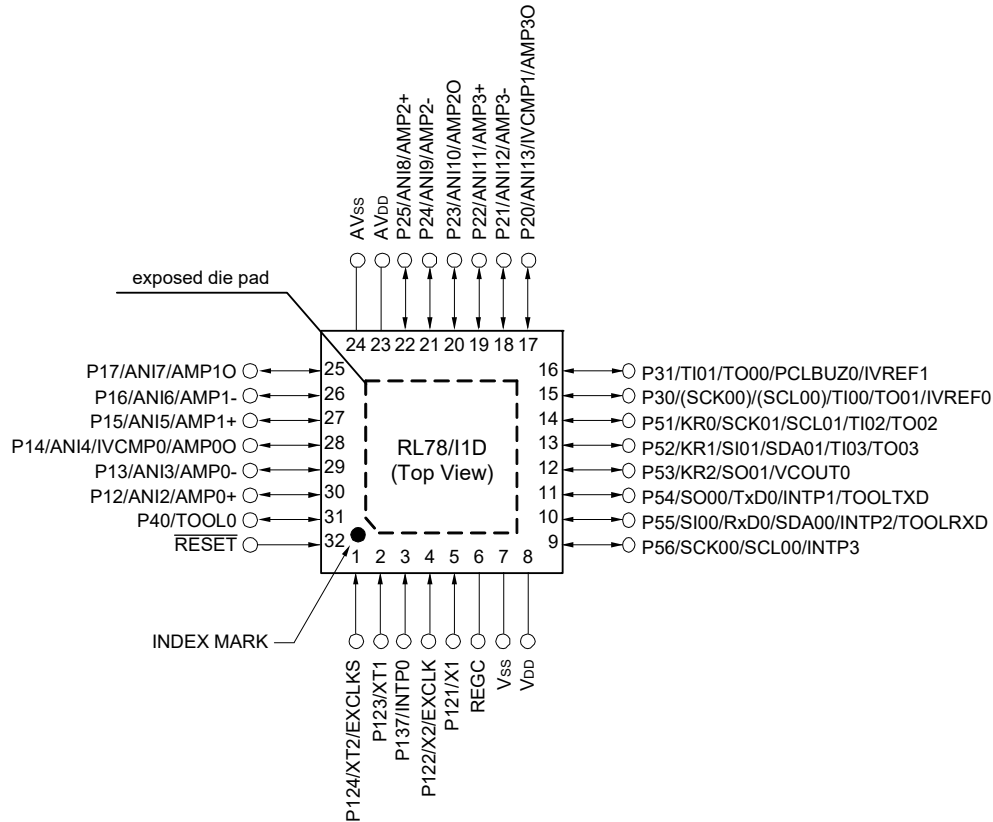 AVSS
AVDD
P25/ANI8/AMP2+
P24/ANI9/AMP2-
P23/ANI10/AMP2O
P22/ANI11/AMP3+
P21/ANI12/AMP3-
P20/ANI13/IVCMP1/AMP3O
exposed die pad
24 23 22 21 20 19 18 17
P17/ANI7/AMP1O 25
P16/ANI6/AMP1- 26
P15/ANI5/AMP1+ 27
P14/ANI4/IVCMP0/AMP0O 28
P13/ANI3/AMP0- 29
P12/ANI2/AMP0+ 30
P40/TOOL0 31
RESET 32
RL78/I1D
(Top View)
16 P31/TI01/TO00/PCLBUZ0/IVREF1
15 P30/(SCK00)/(SCL00)/TI00/TO01/IVREF0
14 P51/KR0/SCK01/SCL01/TI02/TO02
13 P52/KR1/SI01/SDA01/TI03/TO03
12 P53/KR2/SO01/VCOUT0
11 P54/SO00/TxD0/INTP1/TOOLTXD
10 P55/SI00/RxD0/SDA00/INTP2/TOOLRXD
9 P56/SCK00/SCL00/INTP3
1 2 3 4 5 6 7 8
INDEX MARK
P124/XT2/EXCLKS
P123/XT1
P137/INTP0
P122/X2/EXCLK
P121/X1
REGC
VSS
VDD